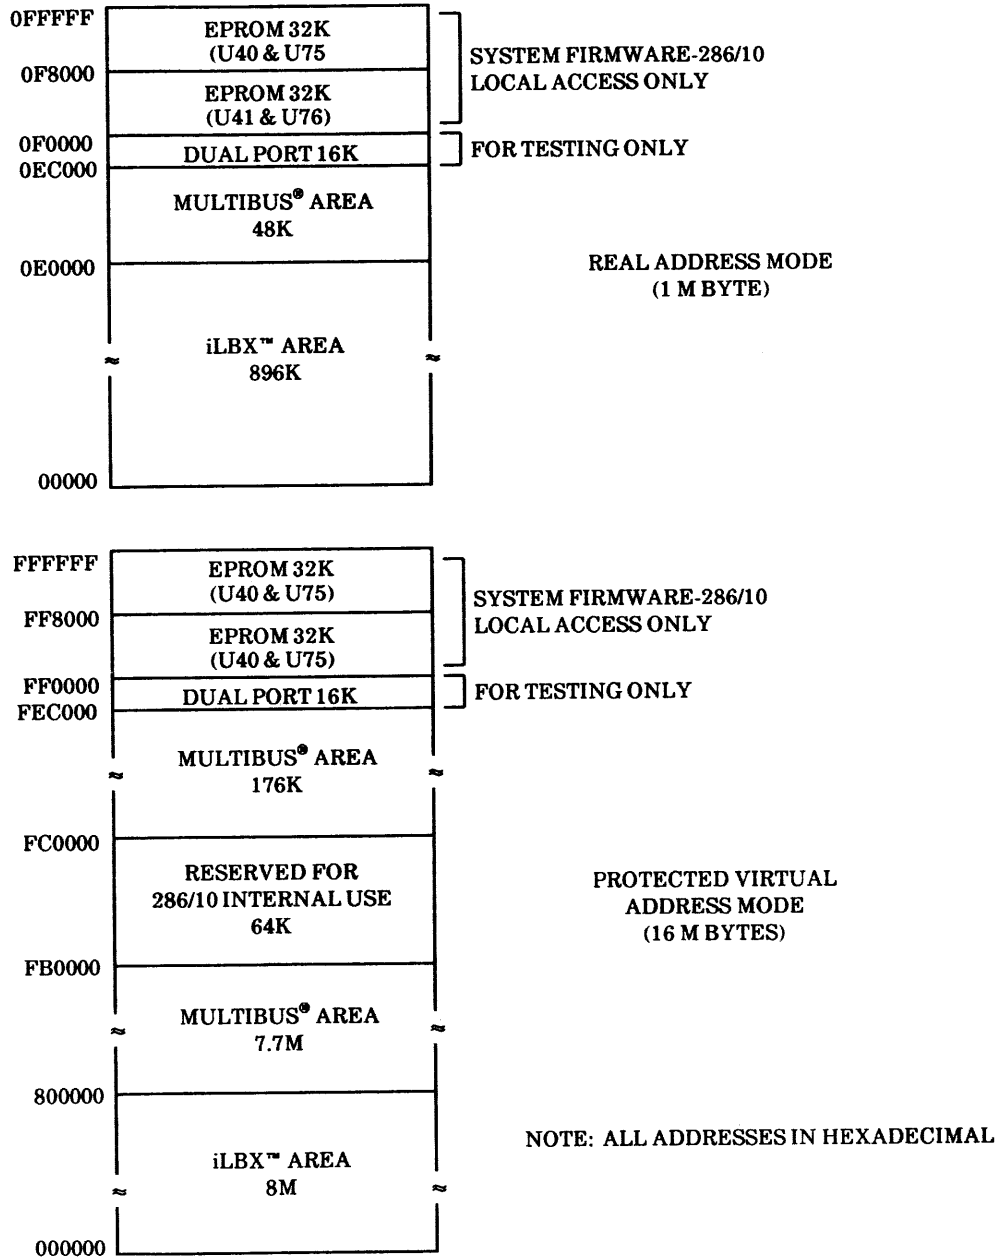 0FFFFF
EPROM 32K
(U40 & U75
SYSTEM FIRMWARE-286/10
LOCAL ACCESS ONLY
0F8000
EPROM 32K
(U41 & U76)
0F0000
DUAL PORT 16K
FOR TESTING ONLY
0EC000
MULTIBUS® AREA
48K
0E0000
REAL ADDRESS MODE
(1 M BYTE)
iLBX™ AREA
896K
00000
FFFFFF
EPROM 32K
(U40 & U75)
SYSTEM FIRMWARE-286/10
LOCAL ACCESS ONLY
FF8000
EPROM 32K
(U40 & U75)
FF0000
DUAL PORT 16K
FOR TESTING ONLY
FEC000
MULTIBUS® AREA
176K
FC0000
RESERVED FOR
286/10 INTERNAL USE
64K
PROTECTED VIRTUAL
ADDRESS MODE
(16 M BYTES)
FB0000
MULTIBUS® AREA
7.7M
800000
NOTE: ALL ADDRESSES IN HEXADECIMAL
iLBX™ AREA
8M
000000